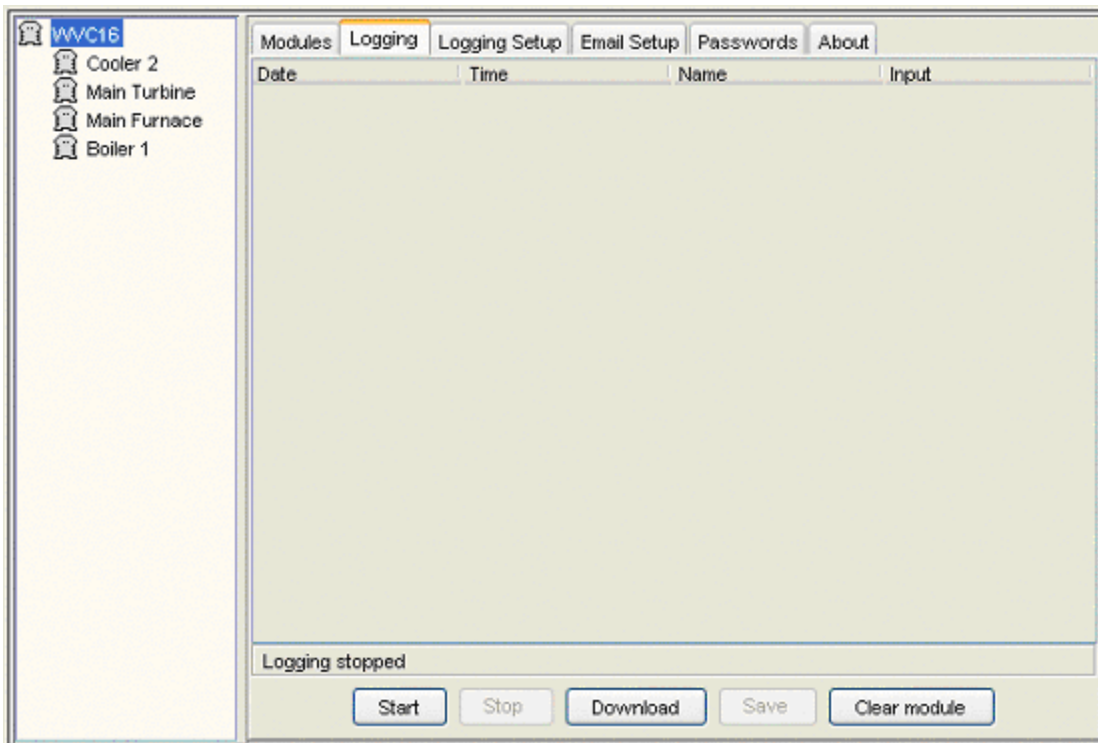 WVC16
Cooler 2
Main Turbine
Main Furnace
Boiler 1
Modules Logging Logging Setup Email Setup Passwords About
Date Time Name Input
Logging stopped
Start Stop Download Save Clear module